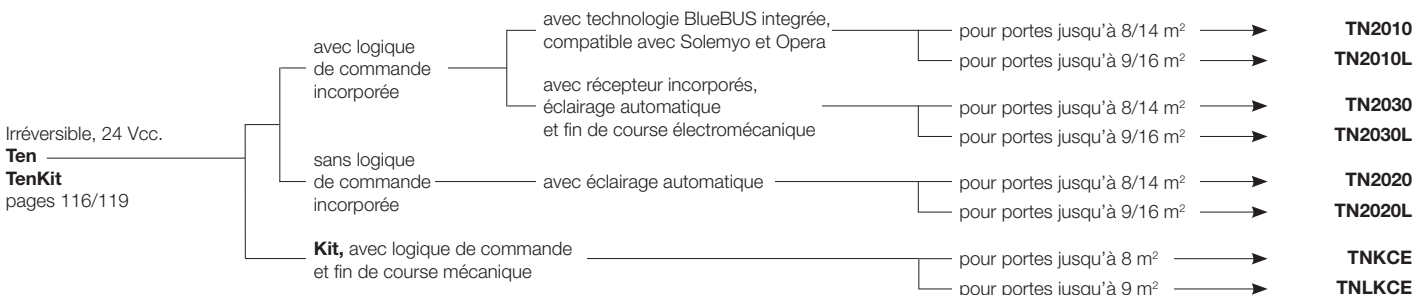 Irréversible, 24 Vcc.
Ten
TenKit
pages 116/119
avec logique
de commande
incorporée
avec technologie BlueBUS integrée,
compatible avec Solemyo et Opera
pour portes jusqu'à 8/14 m²
TN2010
pour portes jusqu'à 9/16 m²
TN2010L
avec récepteur incorporés,
éclairage automatique
et fin de course électromécanique
pour portes jusqu'à 8/14 m²
TN2030
pour portes jusqu'à 9/16 m²
TN2030L
sans logique
de commande
incorporée
avec éclairage automatique
pour portes jusqu'à 8/14 m²
TN2020
pour portes jusqu'à 9/16 m²
TN2020L
Kit, avec logique de commande
et fin de course mécanique
pour portes jusqu'à 8 m²
TNKCE
pour portes jusqu'à 9 m²
TNLKCE